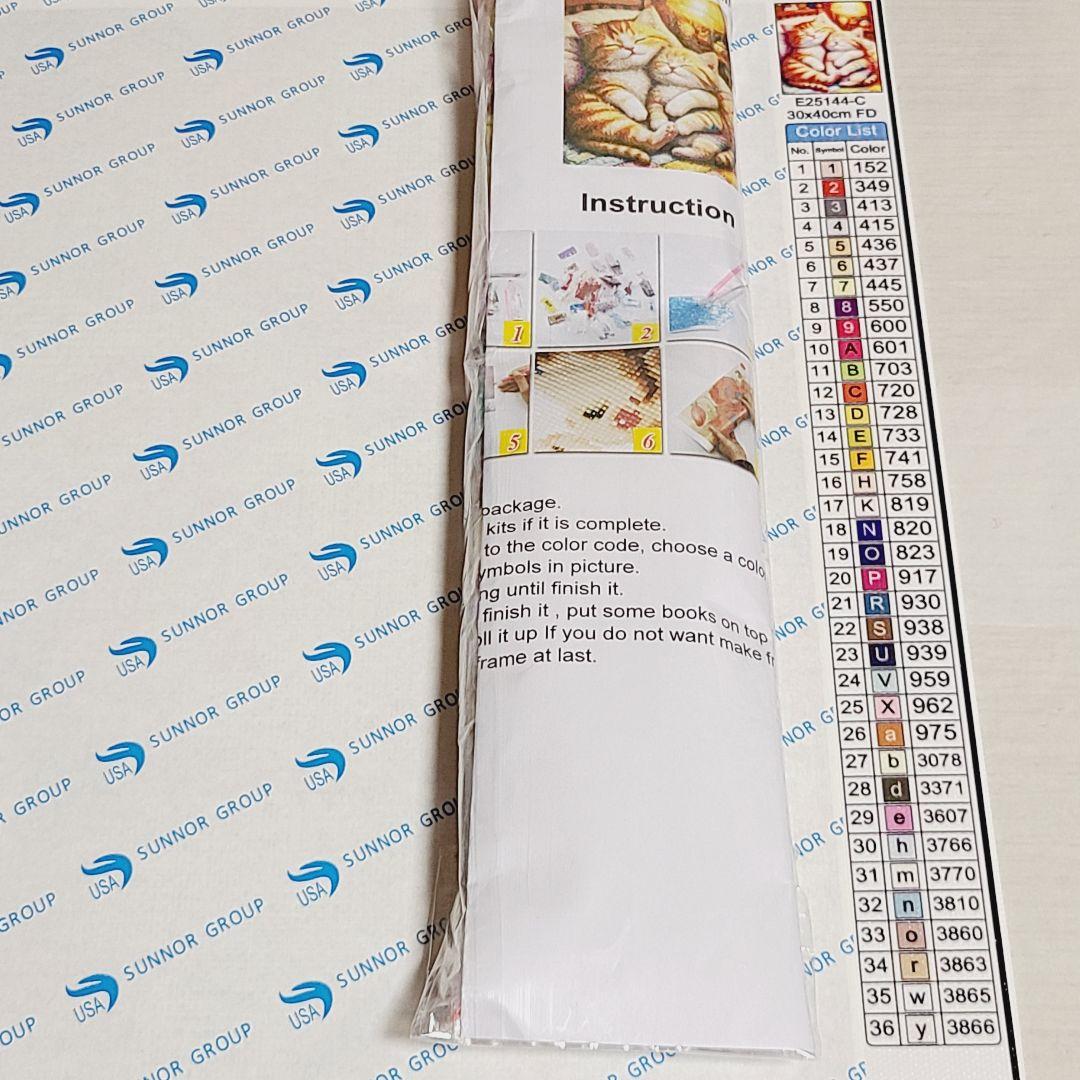 SUNNOR GROUP
USA
Instruction
1
2
5
6
package.
kits if it is complete.
to the color code, choose a colo
ymbols in picture.
ng until finish it.
finish it , put some books on top
oll it up If you do not want make fr
frame at last.
E25144-C
30x40cm FD
Color List
No. Symbol Color
1 1 152
2 2 349
3 3 413
4 4 415
5 5 436
6 6 437
7 7 445
8 8 550
9 9 600
10 A 601
11 B 703
12 C 720
13 D 728
14 E 733
15 F 741
16 H 758
17 K 819
18 N 820
19 O 823
20 P 917
21 R 930
22 S 938
23 U 939
24 V 959
25 X 962
26 a 975
27 b 3078
28 d 3371
29 e 3607
30 h 3766
31 m 3770
32 n 3810
33 o 3860
34 r 3863
35 w 3865
36 y 3866